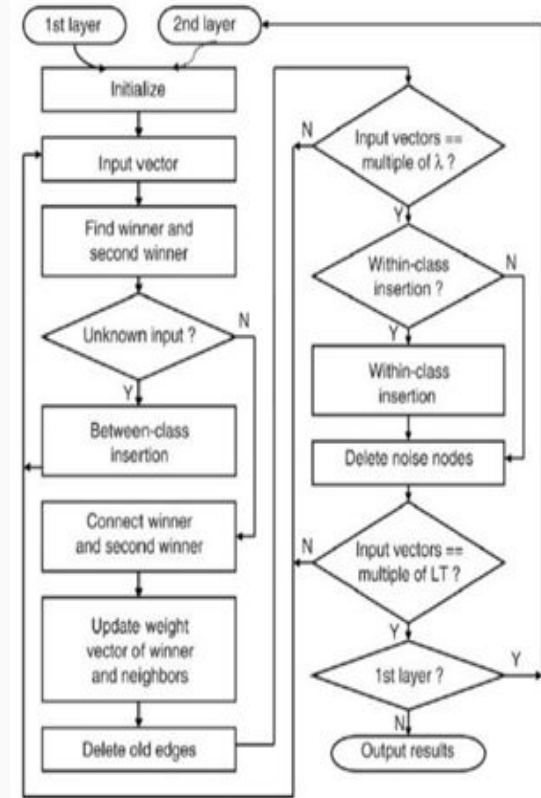 1st layer
2nd layer
Initialize
Input vector
Find winner and
second winner
Unknown input ?
N
Y
Between-class
insertion
Connect winner
and second winner
Update weight
vector of winner
and neighbors
Delete old edges
N
Input vectors ==
multiple of λ ?
Y
Within-class
insertion ?
N
Y
Within-class
insertion
Delete noise nodes
N
Input vectors ==
multiple of LT ?
Y
1st layer ?
Y
N
Output results